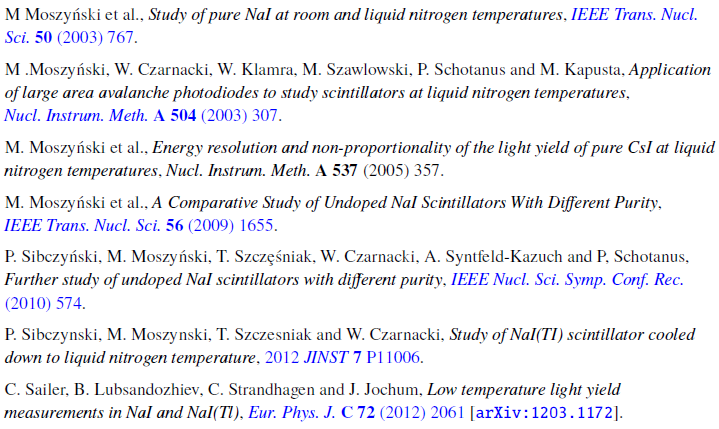 M Moszyński et al., Study of pure NaI at room and liquid nitrogen temperatures, IEEE Trans. Nucl.
Sci. 50 (2003) 767.
M .Moszyński, W. Czarnacki, W. Klamra, M. Szawlowski, P. Schotanus and M. Kapusta, Application
of large area avalanche photodiodes to study scintillators at liquid nitrogen temperatures,
Nucl. Instrum. Meth. A 504 (2003) 307.
M. Moszyński et al., Energy resolution and non-proportionality of the light yield of pure CsI at liquid
nitrogen temperatures, Nucl. Instrum. Meth. A 537 (2005) 357.
M. Moszyński et al., A Comparative Study of Undoped NaI Scintillators With Different Purity,
IEEE Trans. Nucl. Sci. 56 (2009) 1655.
P. Sibczyński, M. Moszyński, T. Szczęśniak, W. Czarnacki, A. Syntfeld-Kazuch and P, Schotanus,
Further study of undoped NaI scintillators with different purity, IEEE Nucl. Sci. Symp. Conf. Rec.
(2010) 574.
P. Sibczynski, M. Moszynski, T. Szczesniak and W. Czarnacki, Study of NaI(TI) scintillator cooled
down to liquid nitrogen temperature, 2012 JINST 7 P11006.
C. Sailer, B. Lubsandozhiev, C. Strandhagen and J. Jochum, Low temperature light yield
measurements in NaI and NaI(Tl), Eur. Phys. J. C 72 (2012) 2061 [arXiv:1203.1172].